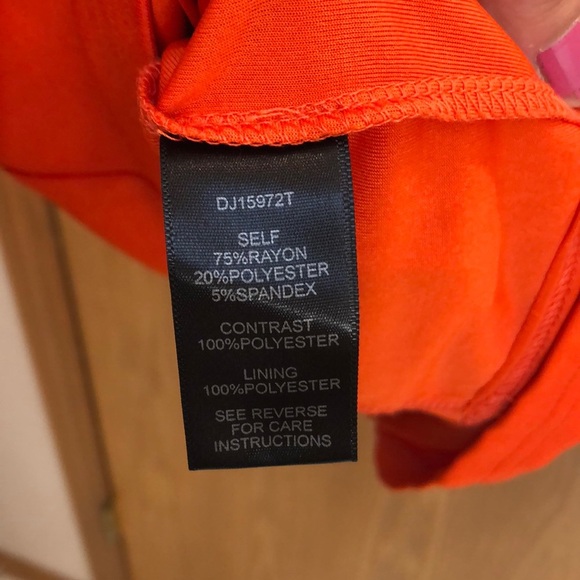 DJ15972T
SELF
75%RAYON
20%POLYESTER
5%SPANDEX
CONTRAST
100%POLYESTER
LINING
100%POLYESTER
SEE REVERSE
FOR CARE
INSTRUCTIONS